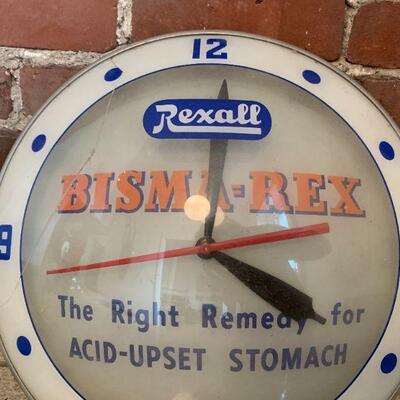 12
Rexall
BISMA-REX
9
The Right Remedy for
ACID-UPSET STOMACH